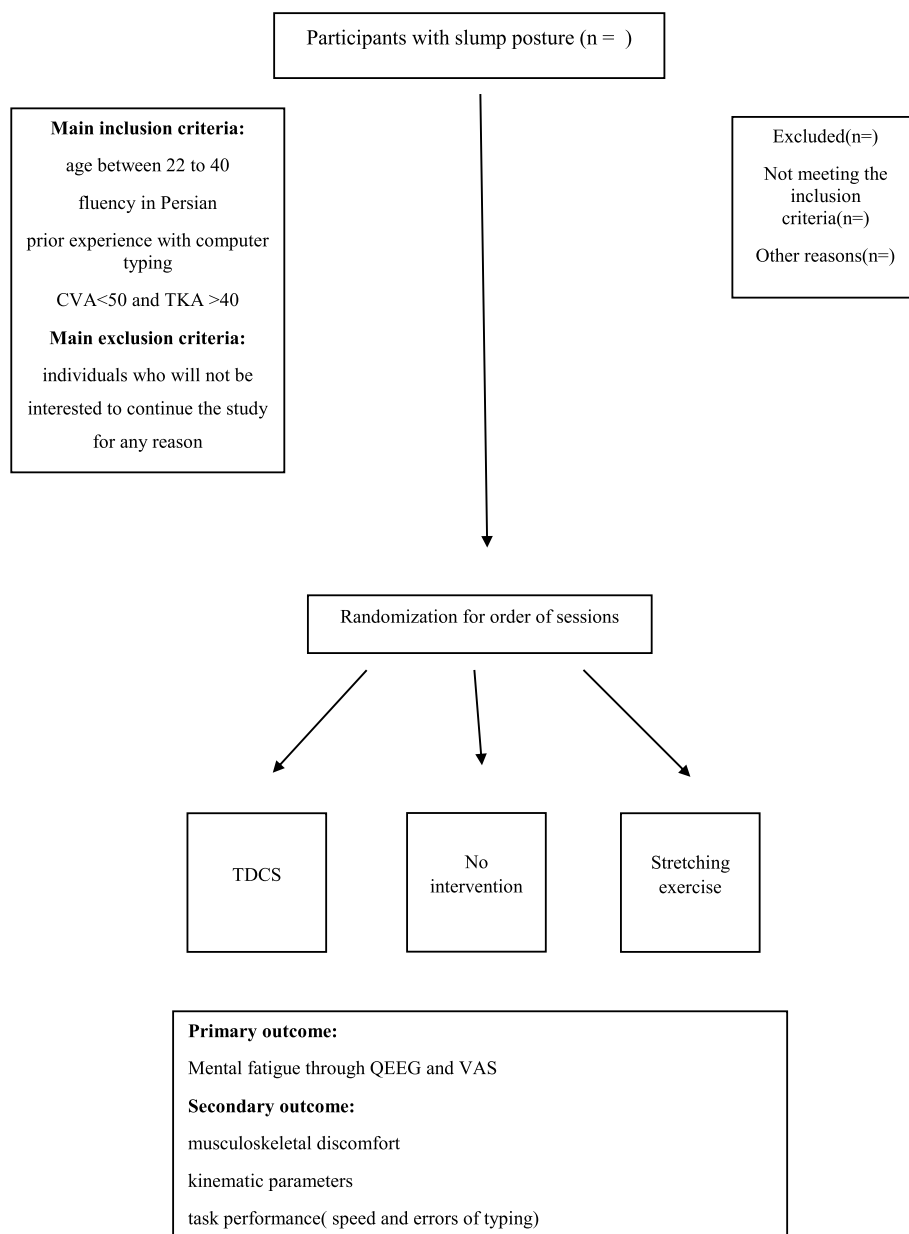 Participants with slump posture (n =  )
Main inclusion criteria:
age between 22 to 40
fluency in Persian
prior experience with computer
typing
CVA<50 and TKA >40
Main exclusion criteria:
individuals who will not be
interested to continue the study
for any reason
Excluded(n=)
Not meeting the
inclusion
criteria(n=)
Other reasons(n=)
Randomization for order of sessions
TDCS
No
intervention
Stretching
exercise
Primary outcome:
Mental fatigue through QEEG and VAS
Secondary outcome:
musculoskeletal discomfort
kinematic parameters
task performance( speed and errors of typing)